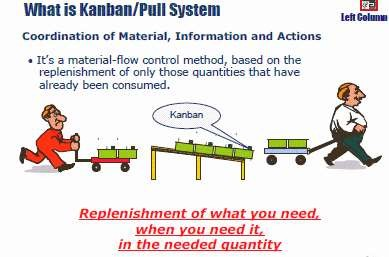 What is Kanban/Pull System
Left Column
Coordination of Material, Information and Actions
• It's a material-flow control method, based on the
replenishment of only those quantities that have
already been consumed.
Kanban
Replenishment of what you need,
when you need it,
in the needed quantity